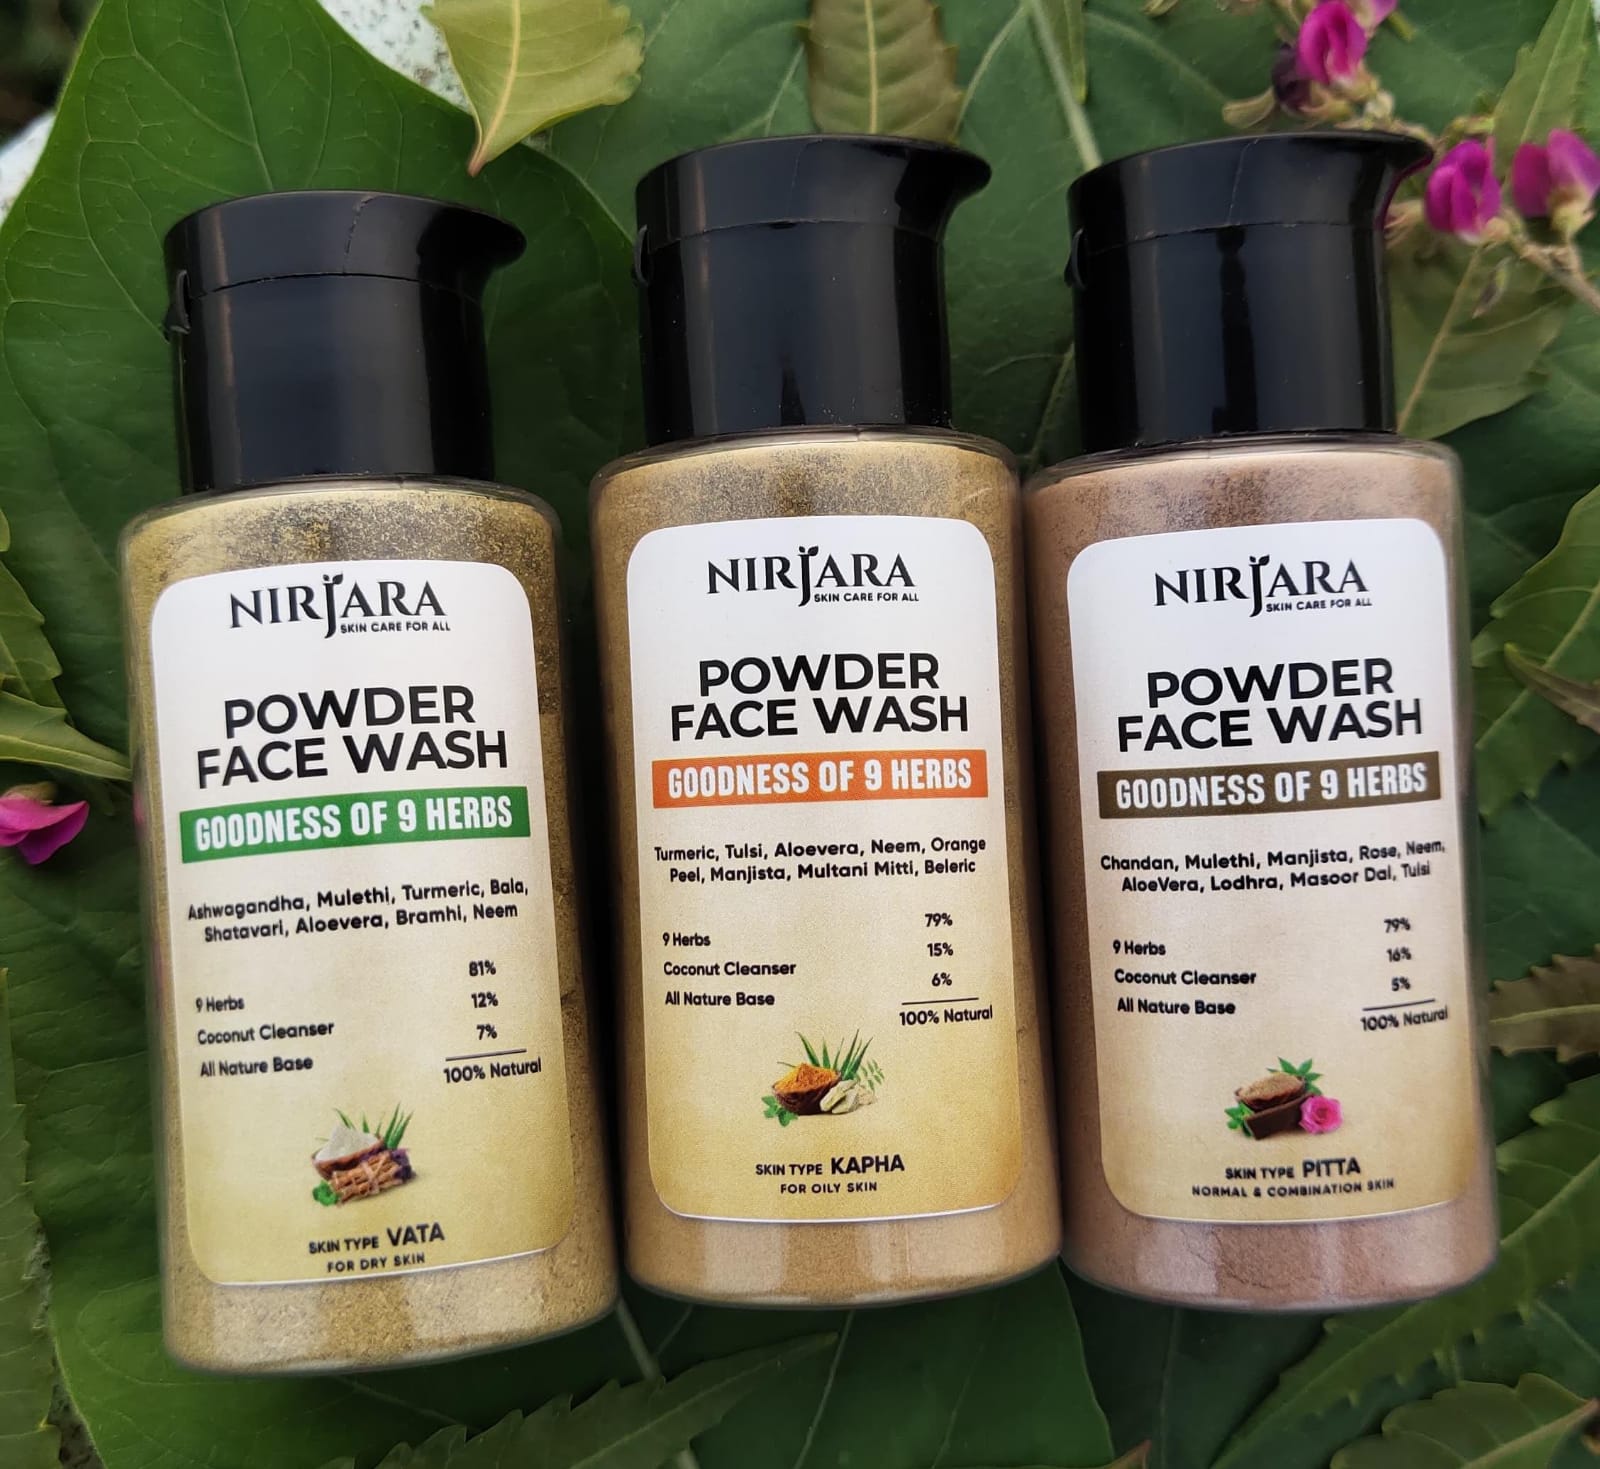 NIRJARA
SKIN CARE FOR ALL
POWDER
FACE WASH
GOODNESS OF 9 HERBS
Ashwagandha, Mulethi, Turmeric, Bala,
Shatavari, Aloevera, Bramhi, Neem
81%
9 Herbs
12%
Coconut Cleanser
7%
All Nature Base
100% Natural
SKIN TYPE VATA
FOR DRY SKIN
NIRJARA
SKIN CARE FOR ALL
POWDER
FACE WASH
GOODNESS OF 9 HERBS
Turmeric, Tulsi, Aloevera, Neem, Orange
Peel, Manjista, Multani Mitti, Beleric
79%
9 Herbs
15%
Coconut Cleanser
6%
All Nature Base
100% Natural
SKIN TYPE KAPHA
FOR OILY SKIN
NIRJARA
SKIN CARE FOR ALL
POWDER
FACE WASH
GOODNESS OF 9 HERBS
Chandan, Mulethi, Manjista, Rose, Neem,
AloeVera, Lodhra, Masoor Dal, Tulsi
79%
9 Herbs
16%
Coconut Cleanser
5%
All Nature Base
100% Natural
SKIN TYPE PITTA
NORMAL & COMBINATION SKIN